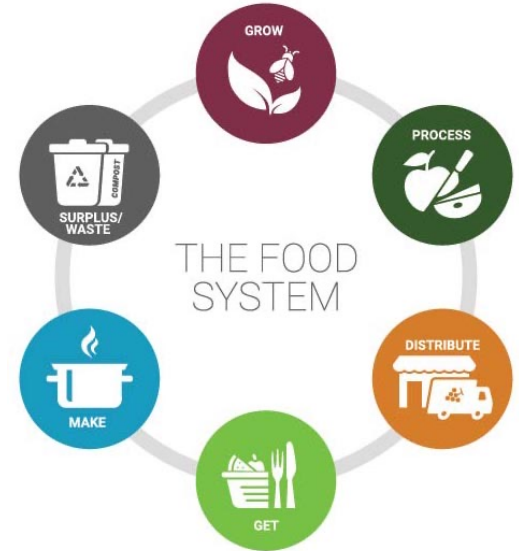 GROW
PROCESS
DISTRIBUTE
GET
MAKE
SURPLUS/
WASTE
COMPOST
THE FOOD
SYSTEM